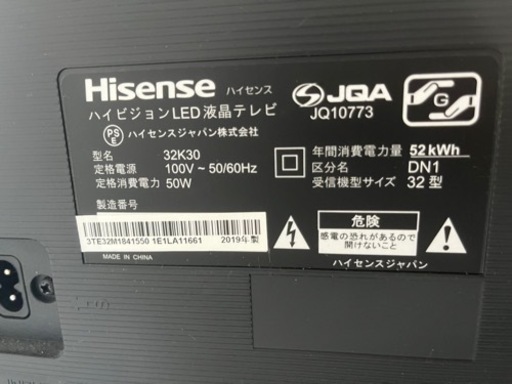 Hisense ハイセンス
ハイビジョンLED液晶テレビ
PS E ハイセンスジャパン株式会社
JQA
JQ10773
G
型名 32K30
定格電源 100V~50/60Hz
定格消費電力 50W
製造番号
3TE32M1841550 1E1LA11661 2019年製
MADE IN CHINA
年間消費電力量 52kWh
区分名 DN1
受信機型サイズ 32型
危険
感電の恐れがあるので
開けないこと
ハイセンスジャパン